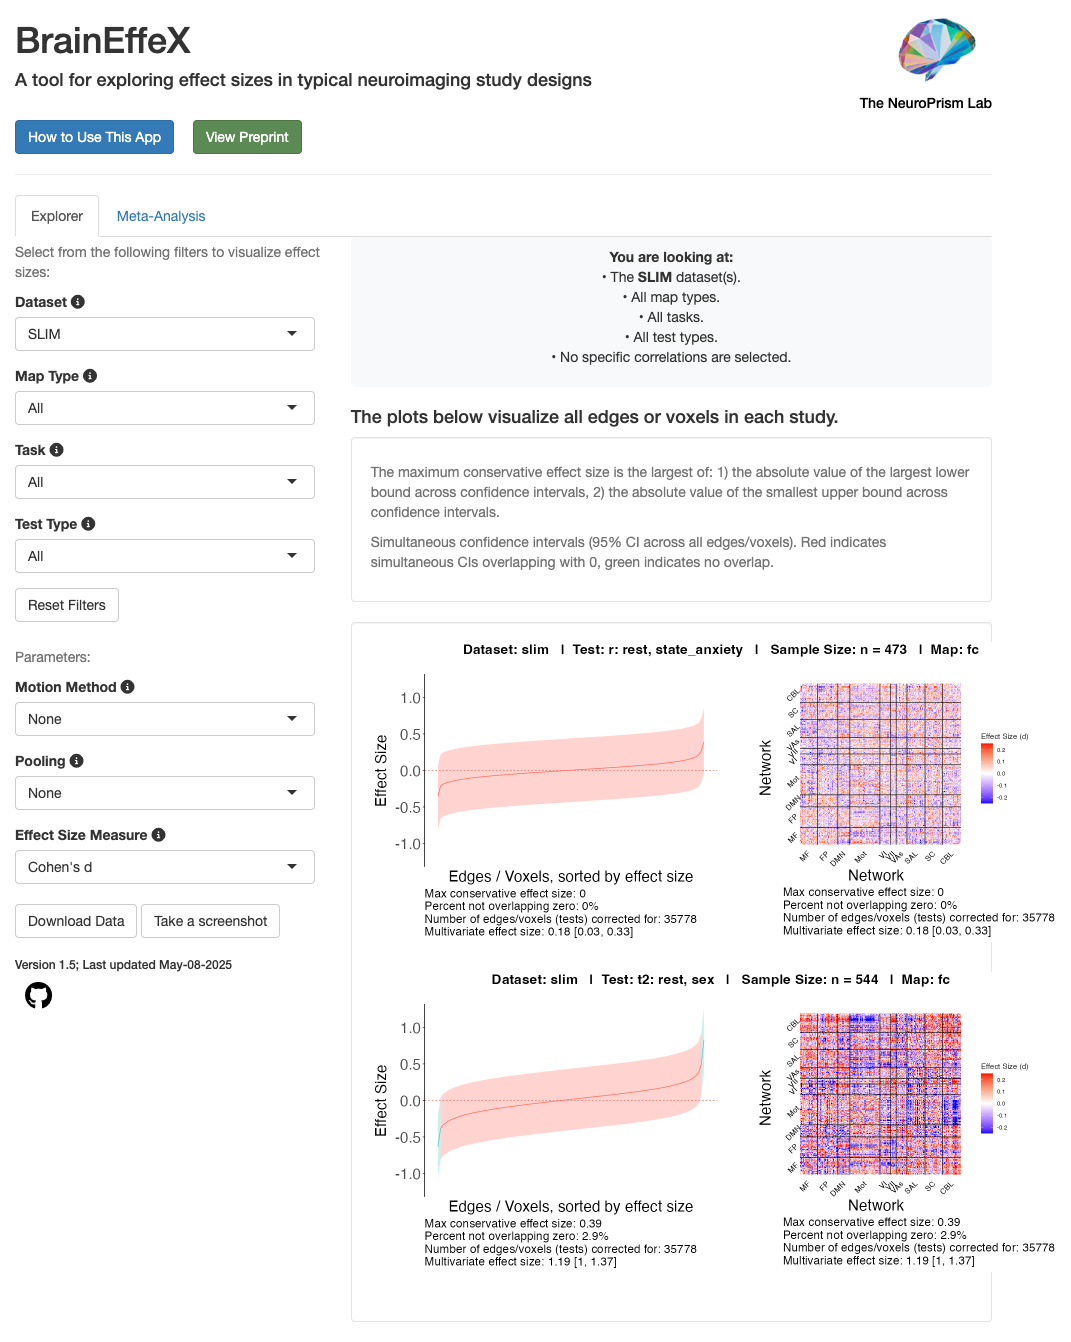 BrainEffeX
A tool for exploring effect sizes in typical neuroimaging study designs
The NeuroPrism Lab
How to Use This App
View Preprint
Explorer
Meta-Analysis
Select from the following filters to visualize effect
sizes:
Dataset
SLIM
Map Type
All
Task
All
Test Type
All
Reset Filters
Parameters:
Motion Method
None
Pooling
None
Effect Size Measure
Cohen's d
Download Data
Take a screenshot
Version 1.5; Last updated May-08-2025
You are looking at:
• The SLIM dataset(s).
• All map types.
• All tasks.
• All test types.
• No specific correlations are selected.
The plots below visualize all edges or voxels in each study.
The maximum conservative effect size is the largest of: 1) the absolute value of the largest lower
bound across confidence intervals, 2) the absolute value of the smallest upper bound across
confidence intervals.
Simultaneous confidence intervals (95% CI across all edges/voxels). Red indicates
simultaneous CIs overlapping with 0, green indicates no overlap.
Dataset: slim | Test: r: rest, state_anxiety | Sample Size: n = 473 | Map: fc
Effect Size
1.0
0.5
0.0
-0.5
-1.0
Edges / Voxels, sorted by effect size
Max conservative effect size: 0
Percent not overlapping zero: 0%
Number of edges/voxels (tests) corrected for: 35778
Multivariate effect size: 0.18 [0.03, 0.33]
Network
CBL
SC
SAL
VAs
VII
VI
Mot
DMN
FP
MF
MF
FP
DMN
Mot
VI
VII
VAs
SAL
SC
CBL
Network
Effect Size (d)
0.2
0.1
0.0
-0.1
-0.2
Max conservative effect size: 0
Percent not overlapping zero: 0%
Number of edges/voxels (tests) corrected for: 35778
Multivariate effect size: 0.18 [0.03, 0.33]
Dataset: slim | Test: t2: rest, sex | Sample Size: n = 544 | Map: fc
Effect Size
1.0
0.5
0.0
-0.5
-1.0
Edges / Voxels, sorted by effect size
Max conservative effect size: 0.39
Percent not overlapping zero: 2.9%
Number of edges/voxels (tests) corrected for: 35778
Multivariate effect size: 1.19 [1, 1.37]
Network
CBL
SC
SAL
VAs
VII
VI
Mot
DMN
FP
MF
MF
FP
DMN
Mot
VI
VII
VAs
SAL
SC
CBL
Network
Effect Size (d)
0.2
0.1
0.0
-0.1
-0.2
Max conservative effect size: 0.39
Percent not overlapping zero: 2.9%
Number of edges/voxels (tests) corrected for: 35778
Multivariate effect size: 1.19 [1, 1.37]